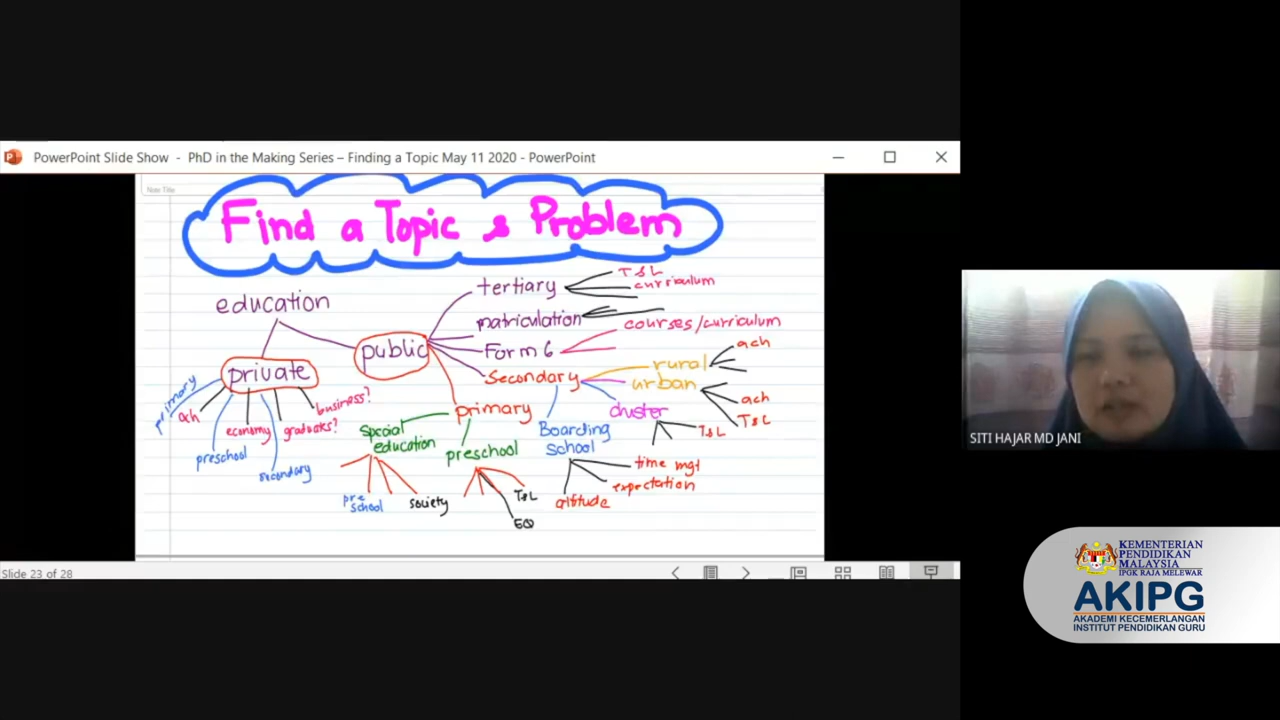 PowerPoint Slide Show - PhD in the Making Series – Finding a Topic May 11 2020 - PowerPoint
Note Title
Find a Topic & Problem
education
private
primary
ach
preschool
economy
secondary
graduates?
business?
public
tertiary
T & L
curriculum
matriculation
Form 6
courses/curriculum
Secondary
rural
ach
urban
ach
T&L
cluster
T&L
Boarding
school
time mgt
expectation
attitude
primary
Special
education
pre
school
society
preschool
T&L
EQ
Slide 23 of 28
SITI HAJAR MD JANI
KEMENTERIAN
PENDIDIKAN
MALAYSIA
IPGK RAJA MELEWAR
AKIPG
AKADEMI KECEMERLANGAN
INSTITUT PENDIDIKAN GURU